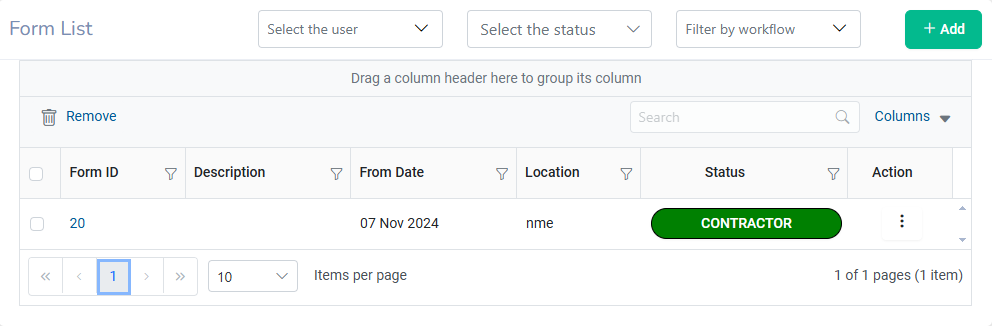 Form List
Select the user
Select the status
Filter by workflow
+ Add
Drag a column header here to group its column
Remove
Search
Columns
Form ID Description From Date Location Status Action
20 07 Nov 2024 nme CONTRACTOR
« ‹ 1 › » 10 Items per page 1 of 1 pages (1 item)